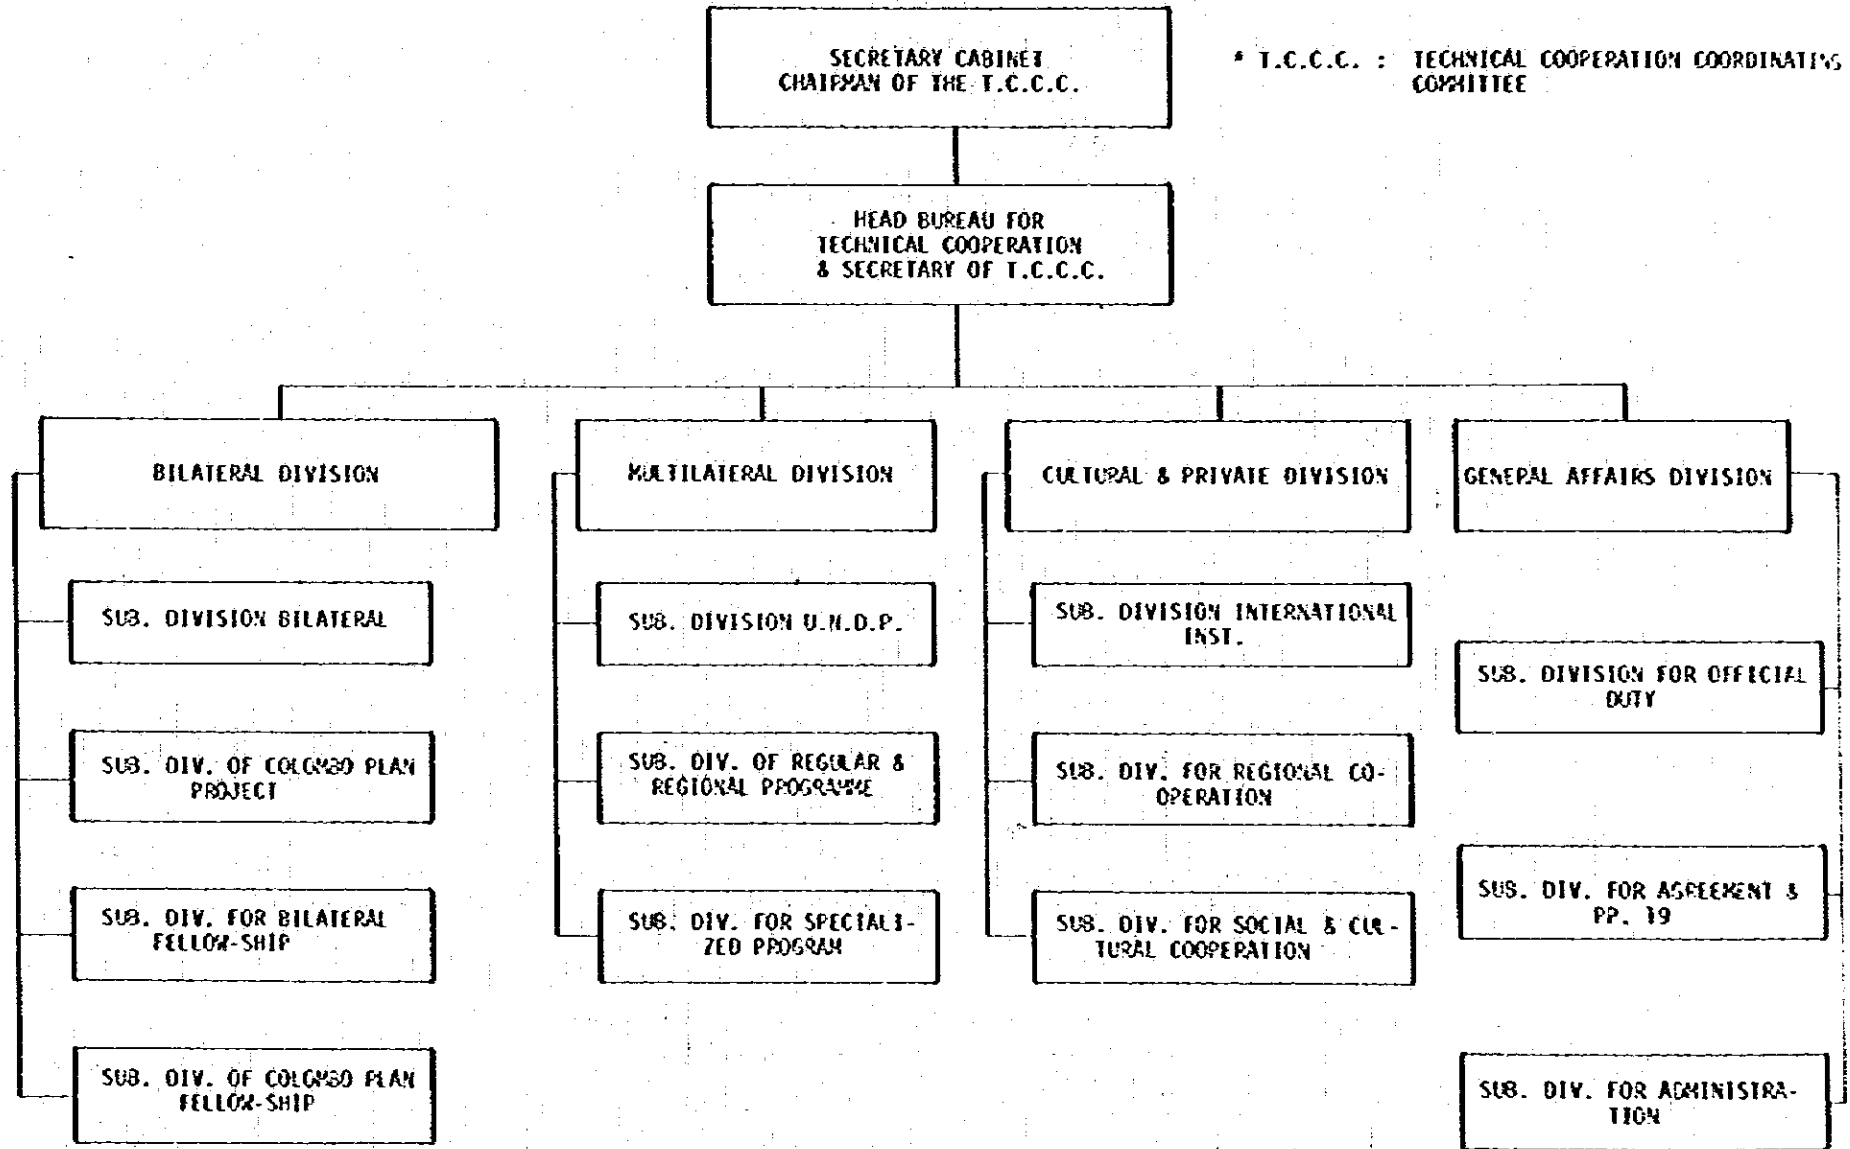 SECRETARY CABINET
CHAIRMAN OF THE T.C.C.C.
* T.C.C.C. : TECHNICAL COOPERATION COORDINATING
COMMITTEE
HEAD BUREAU FOR
TECHNICAL COOPERATION
& SECRETARY OF T.C.C.C.
BILATERAL DIVISION
MULTILATERAL DIVISION
CULTURAL & PRIVATE DIVISION
GENERAL AFFAIRS DIVISION
SUB. DIVISION BILATERAL
SUB. DIV. OF COLOMBO PLAN
PROJECT
SUB. DIV. FOR BILATERAL
FELLOW-SHIP
SUB. DIV. OF COLOMBO PLAN
FELLOW-SHIP
SUB. DIVISION U.N.D.P.
SUB. DIV. OF REGULAR &
REGIONAL PROGRAMME
SUB. DIV. FOR SPECIALI-
ZED PROGRAM
SUB. DIVISION INTERNATIONAL
INST.
SUB. DIV. FOR REGIONAL CO-
OPERATION
SUB. DIV. FOR SOCIAL & CUL-
TURAL COOPERATION
SUB. DIVISION FOR OFFICIAL
DUTY
SUB. DIV. FOR AGREEMENT &
PP. 19
SUB. DIV. FOR ADMINISTRA-
TION